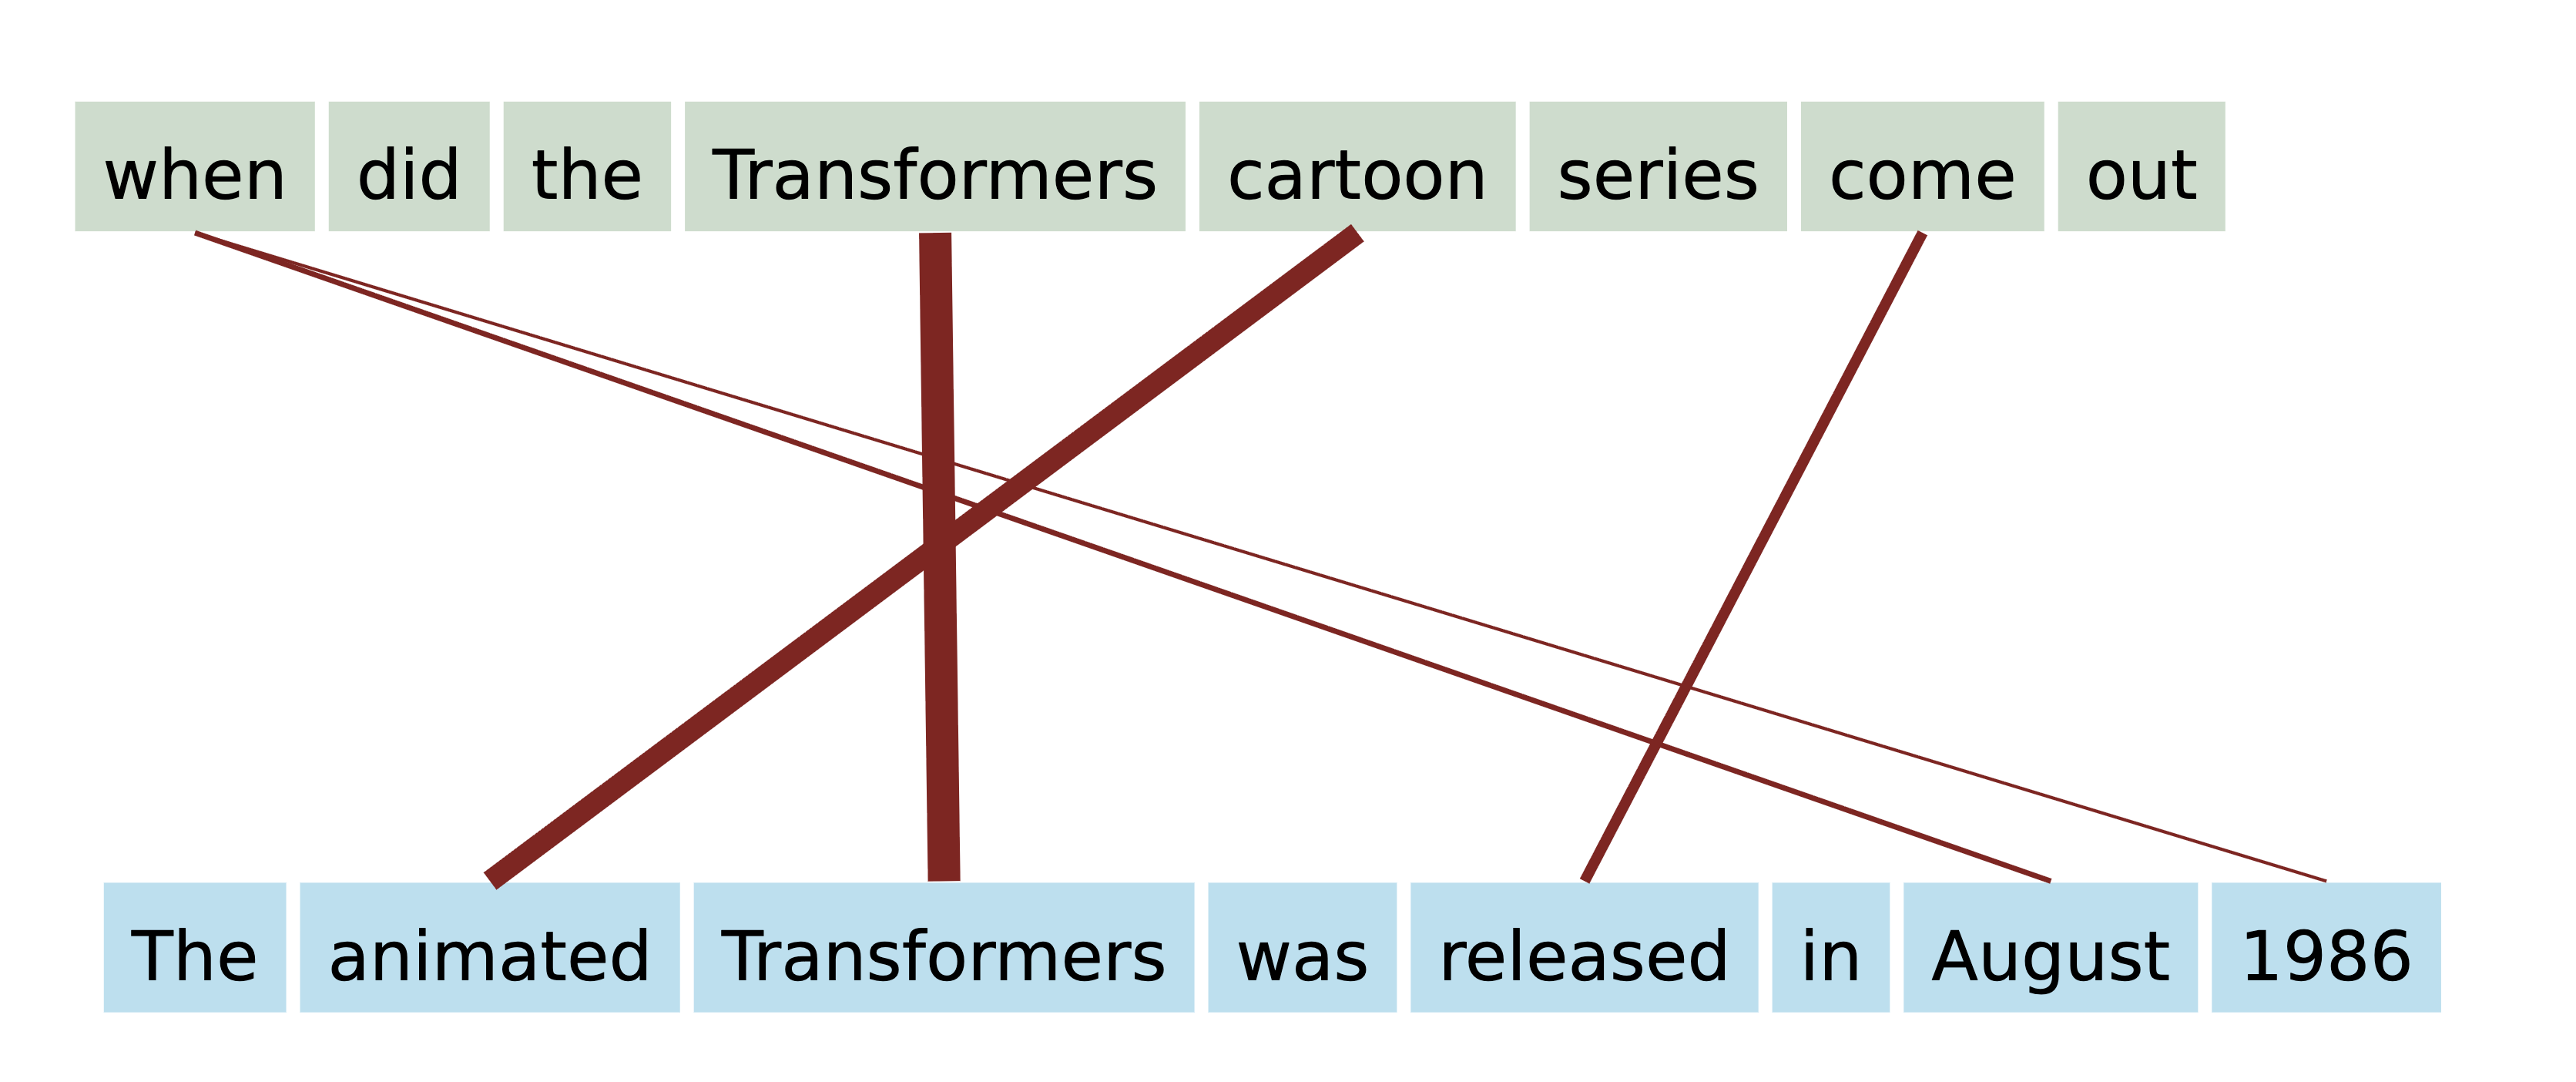 when did the Transformers cartoon series come out
The animated Transformers was released in August 1986